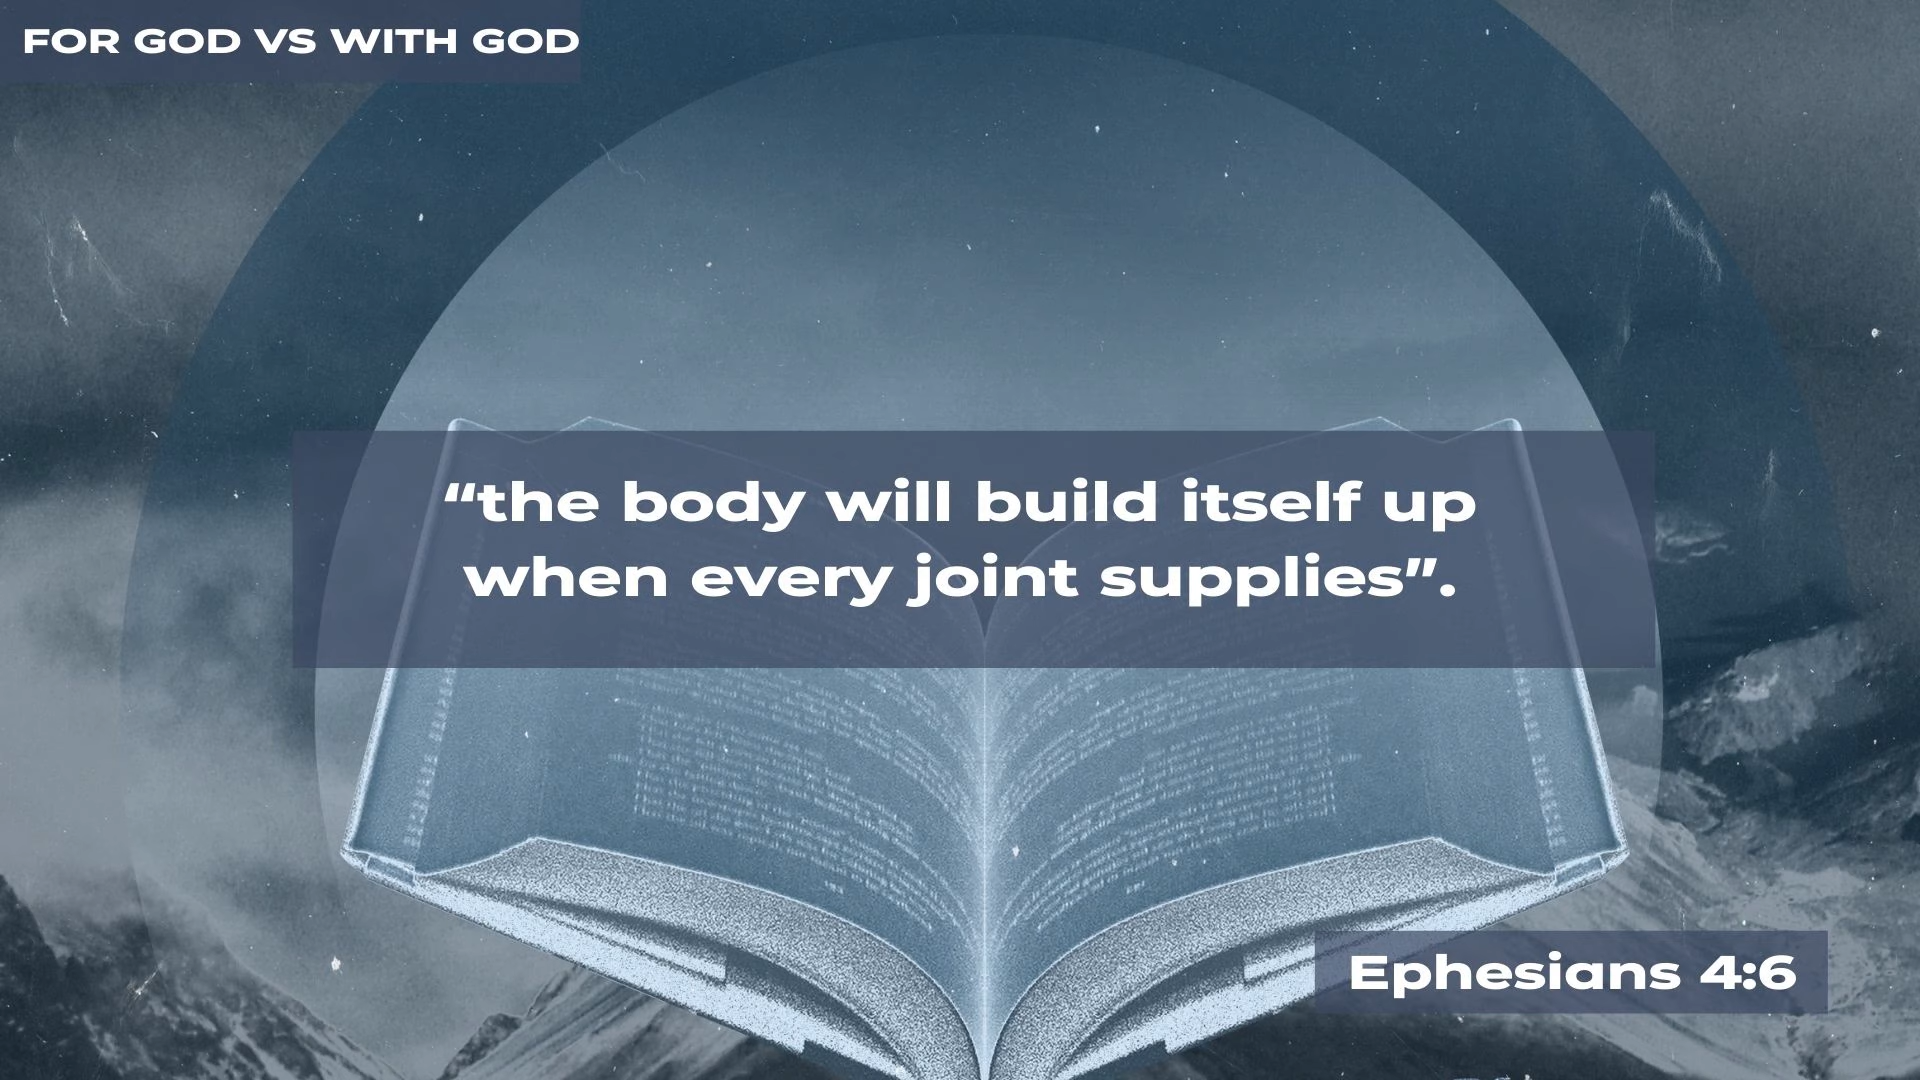 FOR GOD VS WITH GOD
“the body will build itself up
when every joint supplies”.
Ephesians 4:6